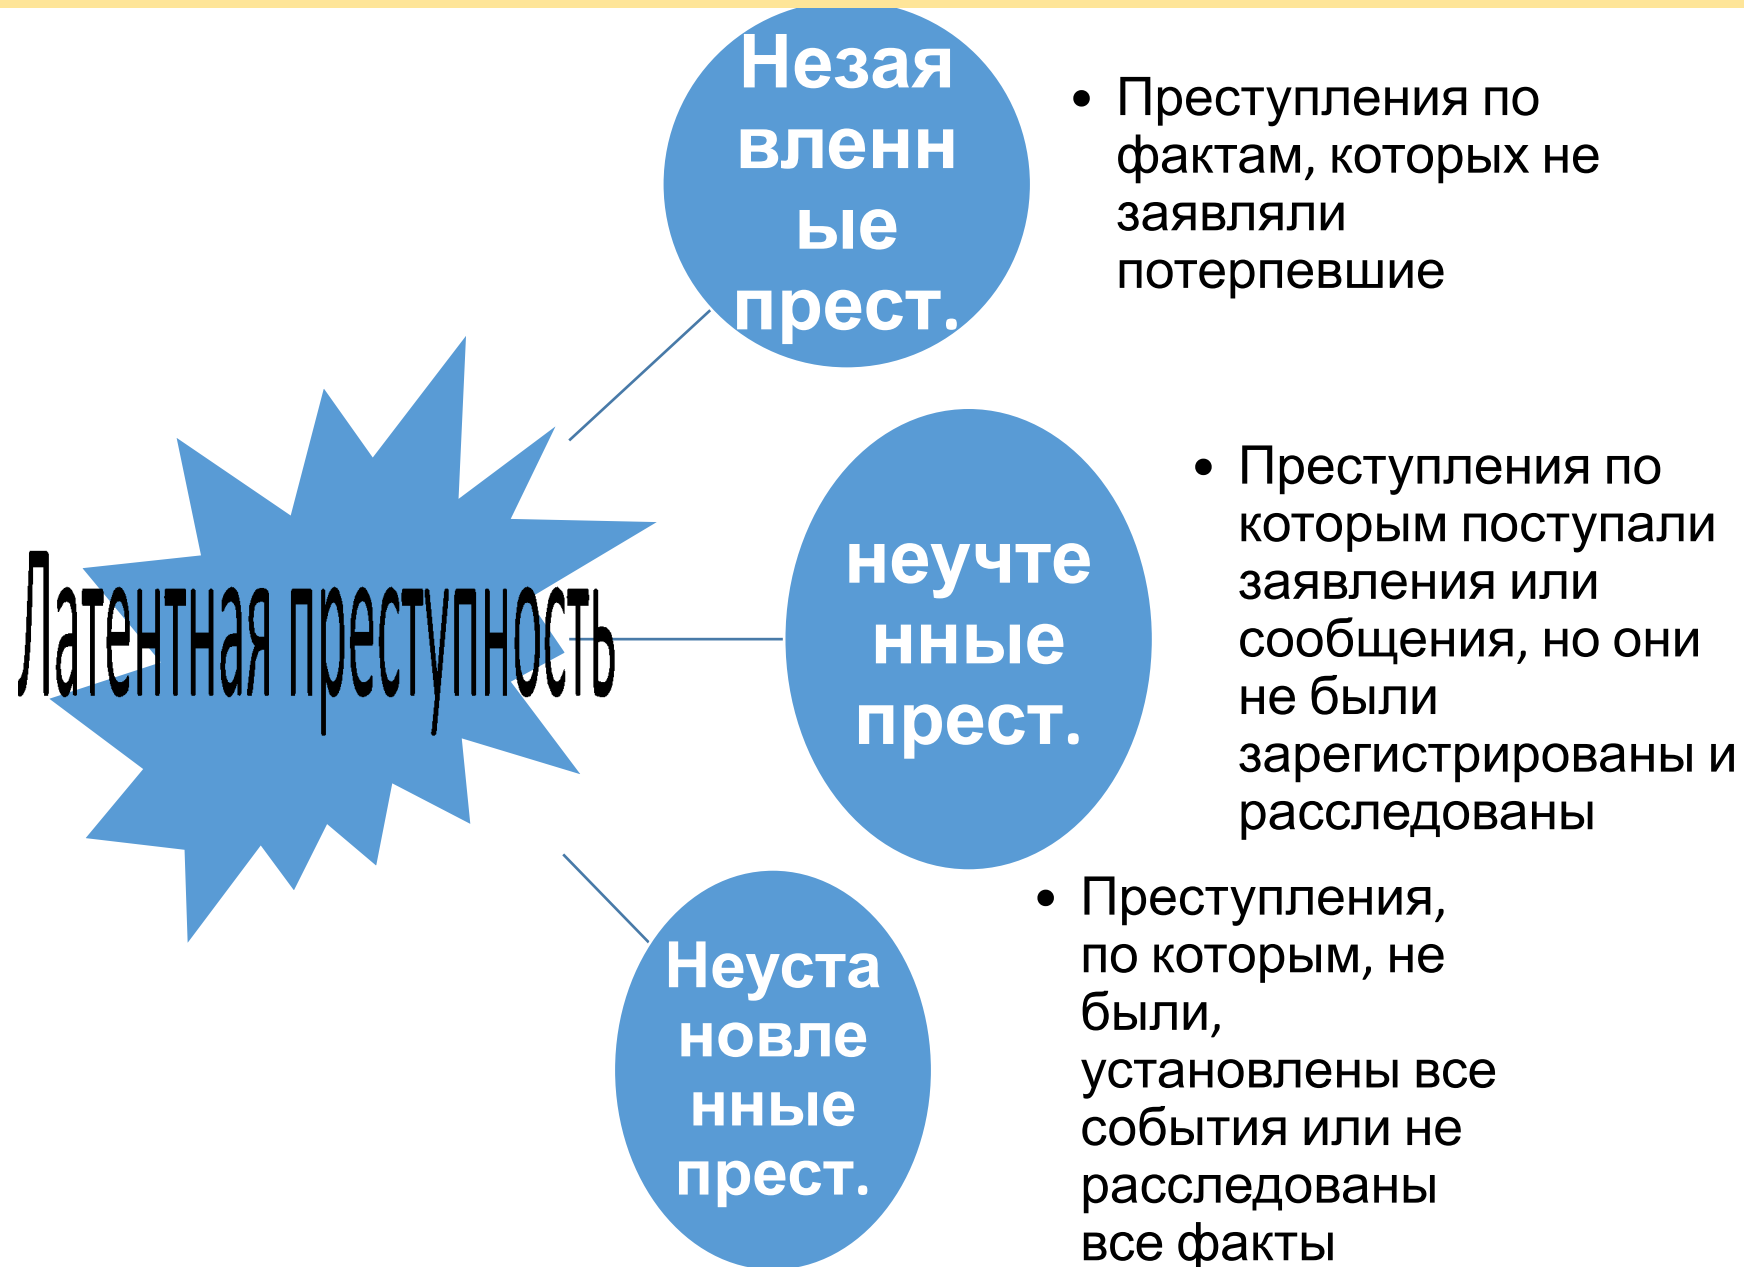 Латентная преступность
Незая
вленн
ые
прест.
• Преступления по
фактам, которых не
заявляли
потерпевшие
неучте
нные
прест.
• Преступления по
которым поступали
заявления или
сообщения, но они
не были
зарегистрированы и
расследованы
Неуста
новле
нные
прест.
• Преступления,
по которым, не
были,
установлены все
события или не
расследованы
все факты